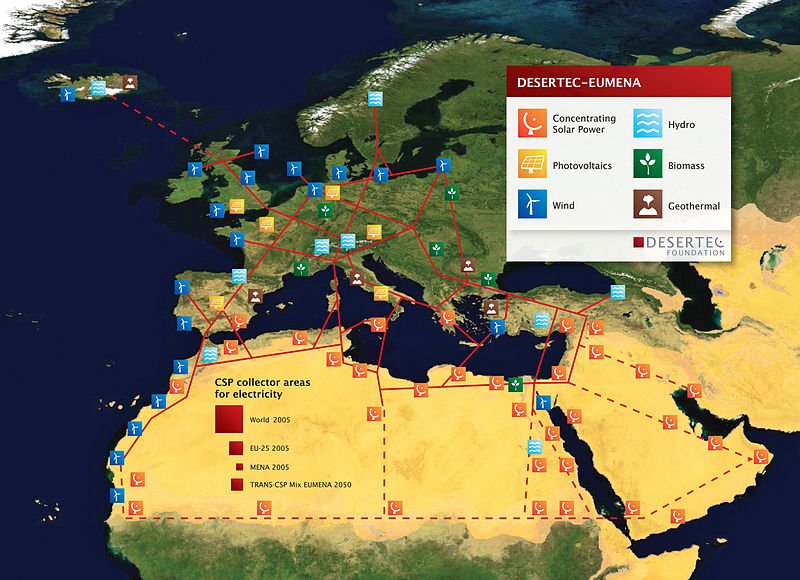 DESERTEC-EUMENA
Concentrating
Solar Power
Hydro
Photovoltaics
Biomass
Wind
Geothermal
DESERTEC
FOUNDATION
CSP collector areas
for electricity
World 2005
EU-25 2005
MENA 2005
TRANS-CSP Mix EUMENA 2050